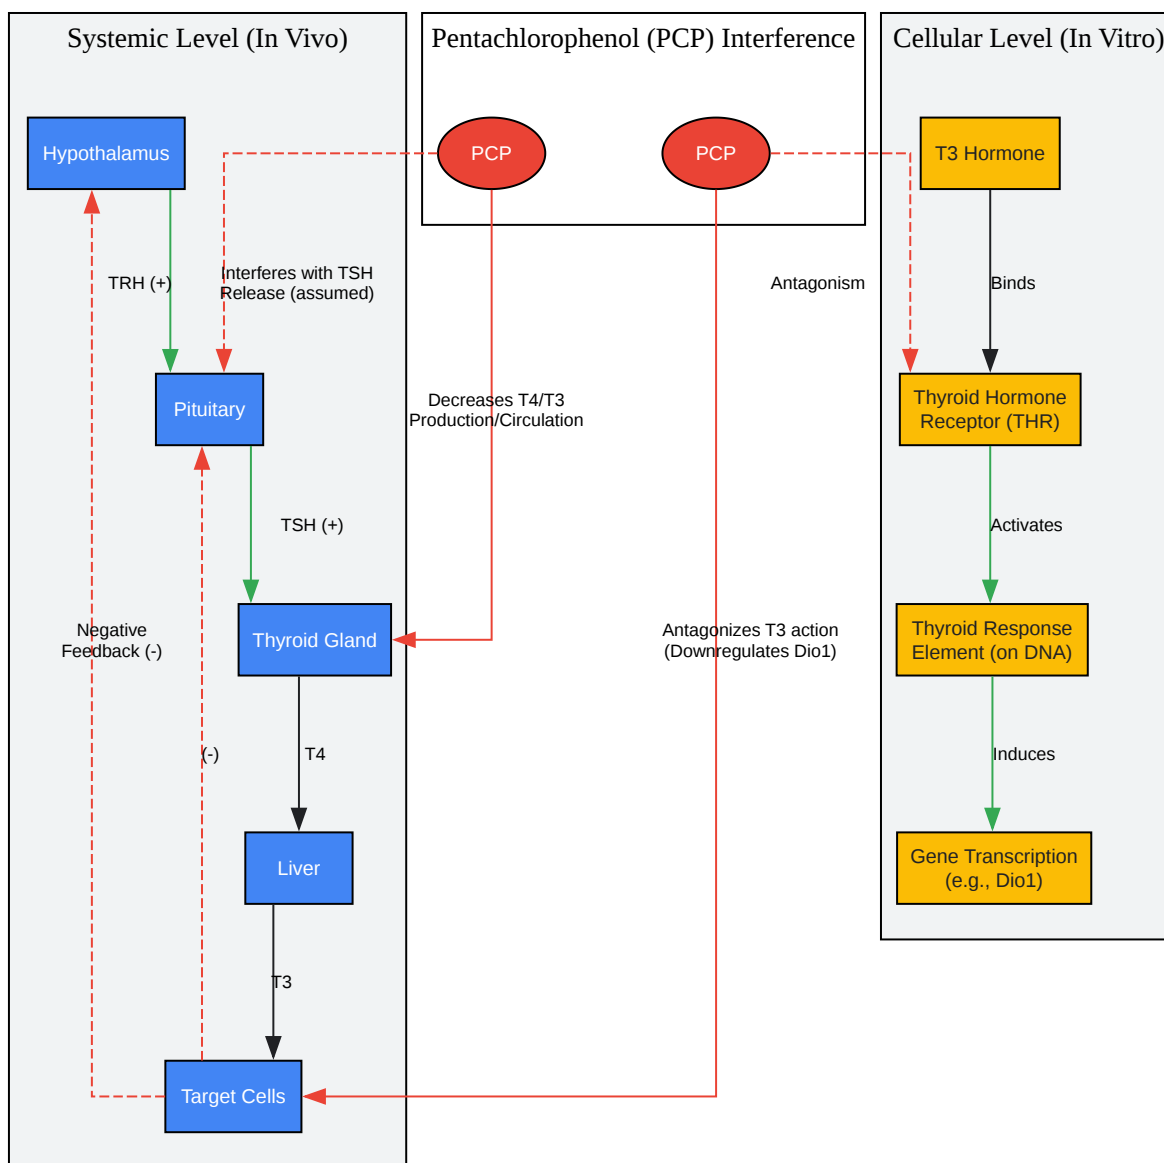 Systemic Level (In Vivo)
Pentachlorophenol (PCP) Interference
Cellular Level (In Vitro)
Hypothalamus
PCP
PCP
T3 Hormone
TRH (+)
Interferes with TSH
Release (assumed)
Antagonism
Binds
Pituitary
Decreases T4/T3
Production/Circulation
Thyroid Hormone
Receptor (THR)
TSH (+)
Activates
Negative
Feedback (-)
Thyroid Gland
Antagonizes T3 action
(Downregulates Dio1)
Thyroid Response
Element (on DNA)
(-)
T4
Induces
Liver
Gene Transcription
(e.g., Dio1)
T3
Target Cells